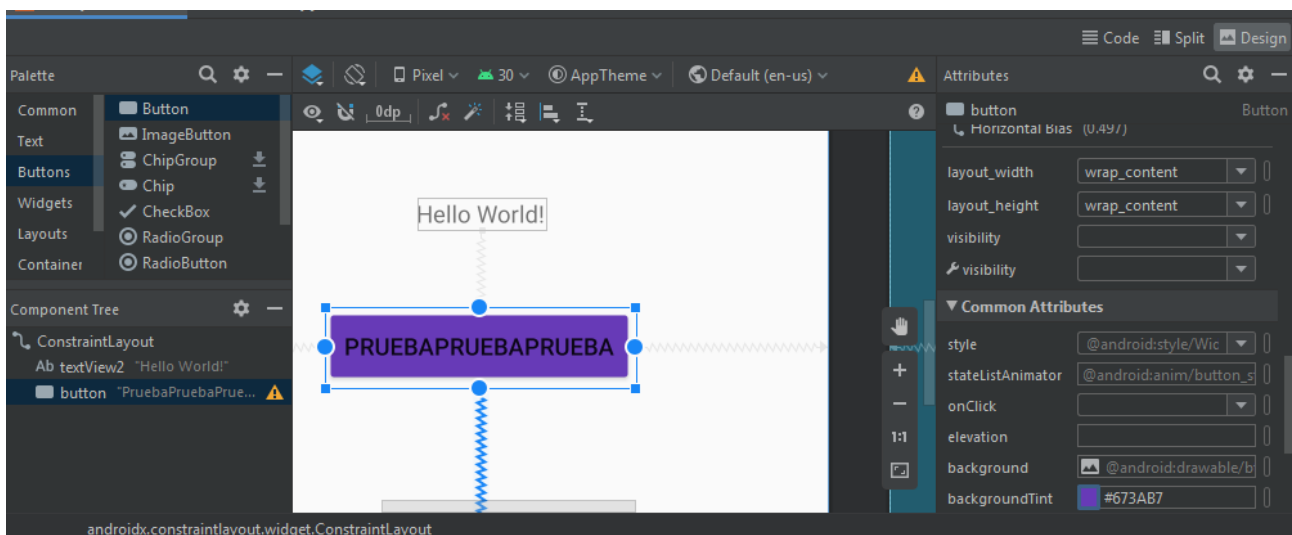 Code Split Design
Palette
Pixel 30 AppTheme Default (en-us)
Attributes
Common
Text
Buttons
Widgets
Layouts
Container
Button
ImageButton
ChipGroup
Chip
CheckBox
RadioGroup
RadioButton
0dp
button Button
Horizontal Bias (0.497)
layout_width wrap_content
layout_height wrap_content
visibility
visibility
Common Attributes
style @android:style/Wic
stateListAnimator @android:anim/button_s
onClick
elevation
background @android:drawable/b
backgroundTint #673AB7
Hello World!
PRUEBAPRUEBAPRUEBA
1:1
Component Tree
ConstraintLayout
Ab textView2 "Hello World!"
button "PruebaPruebaPrue...
androidx.constraintlayout.widget.ConstraintLayout